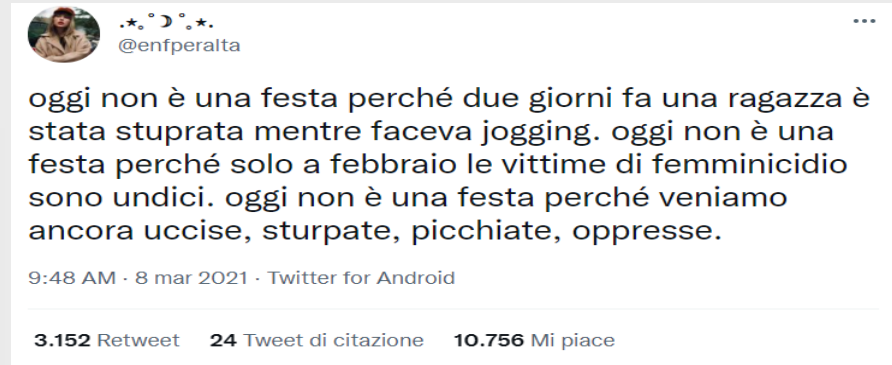 .★｡˚☽˚｡★.
@enfperalta
oggi non è una festa perché due giorni fa una ragazza è
stata stuprata mentre faceva jogging. oggi non è una
festa perché solo a febbraio le vittime di femminicidio
sono undici. oggi non è una festa perché veniamo
ancora uccise, sturpate, picchiate, oppresse.
9:48 AM · 8 mar 2021 · Twitter for Android
3.152 Retweet 24 Tweet di citazione 10.756 Mi piace